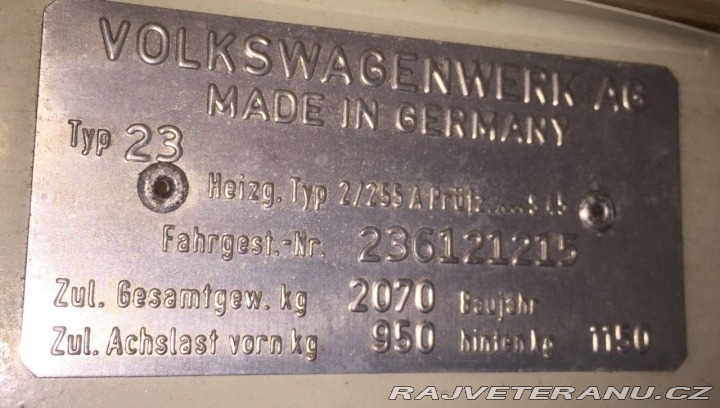 VOLKSWAGENWERK AG
MADE IN GERMANY
Typ 23
Heizg. Typ 2/255 A Prüfz......S 45
Fahrgest.-Nr. 236121215
Zul. Gesamtgew. kg 2070 Baujahr
Zul. Achslast vorn kg 950 hinten kg 1150
RAJVETERANU.CZ